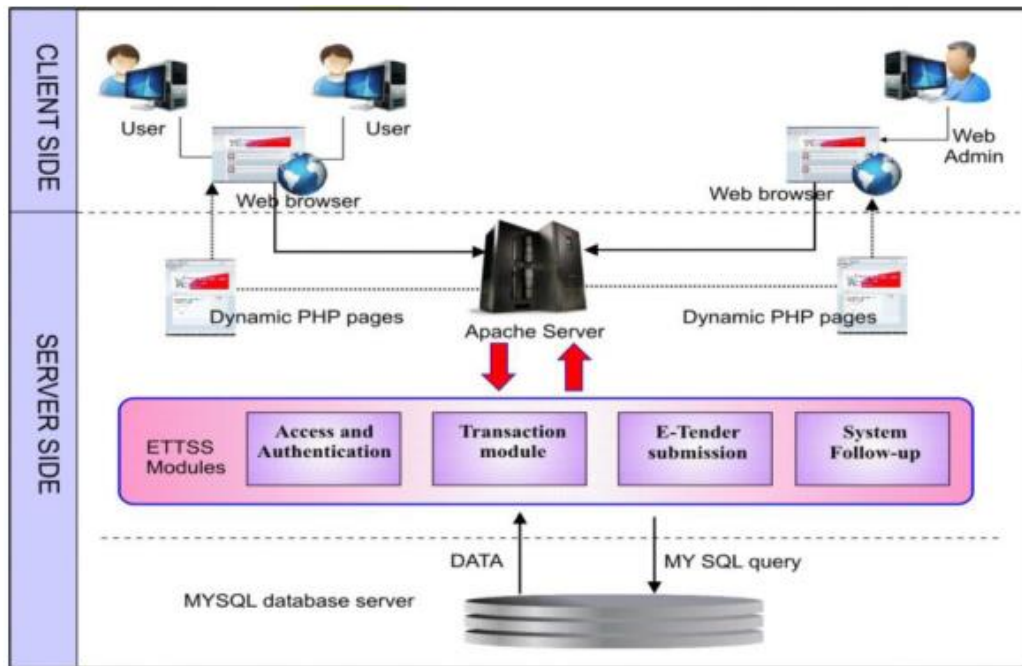 CLIENT SIDE
User
User
Web browser
Web
Admin
Web browser
SERVER SIDE
Dynamic PHP pages
Apache Server
Dynamic PHP pages
ETTSS
Modules
Access and
Authentication
Transaction
module
E-Tender
submission
System
Follow-up
DATA
MY SQL query
MYSQL database server